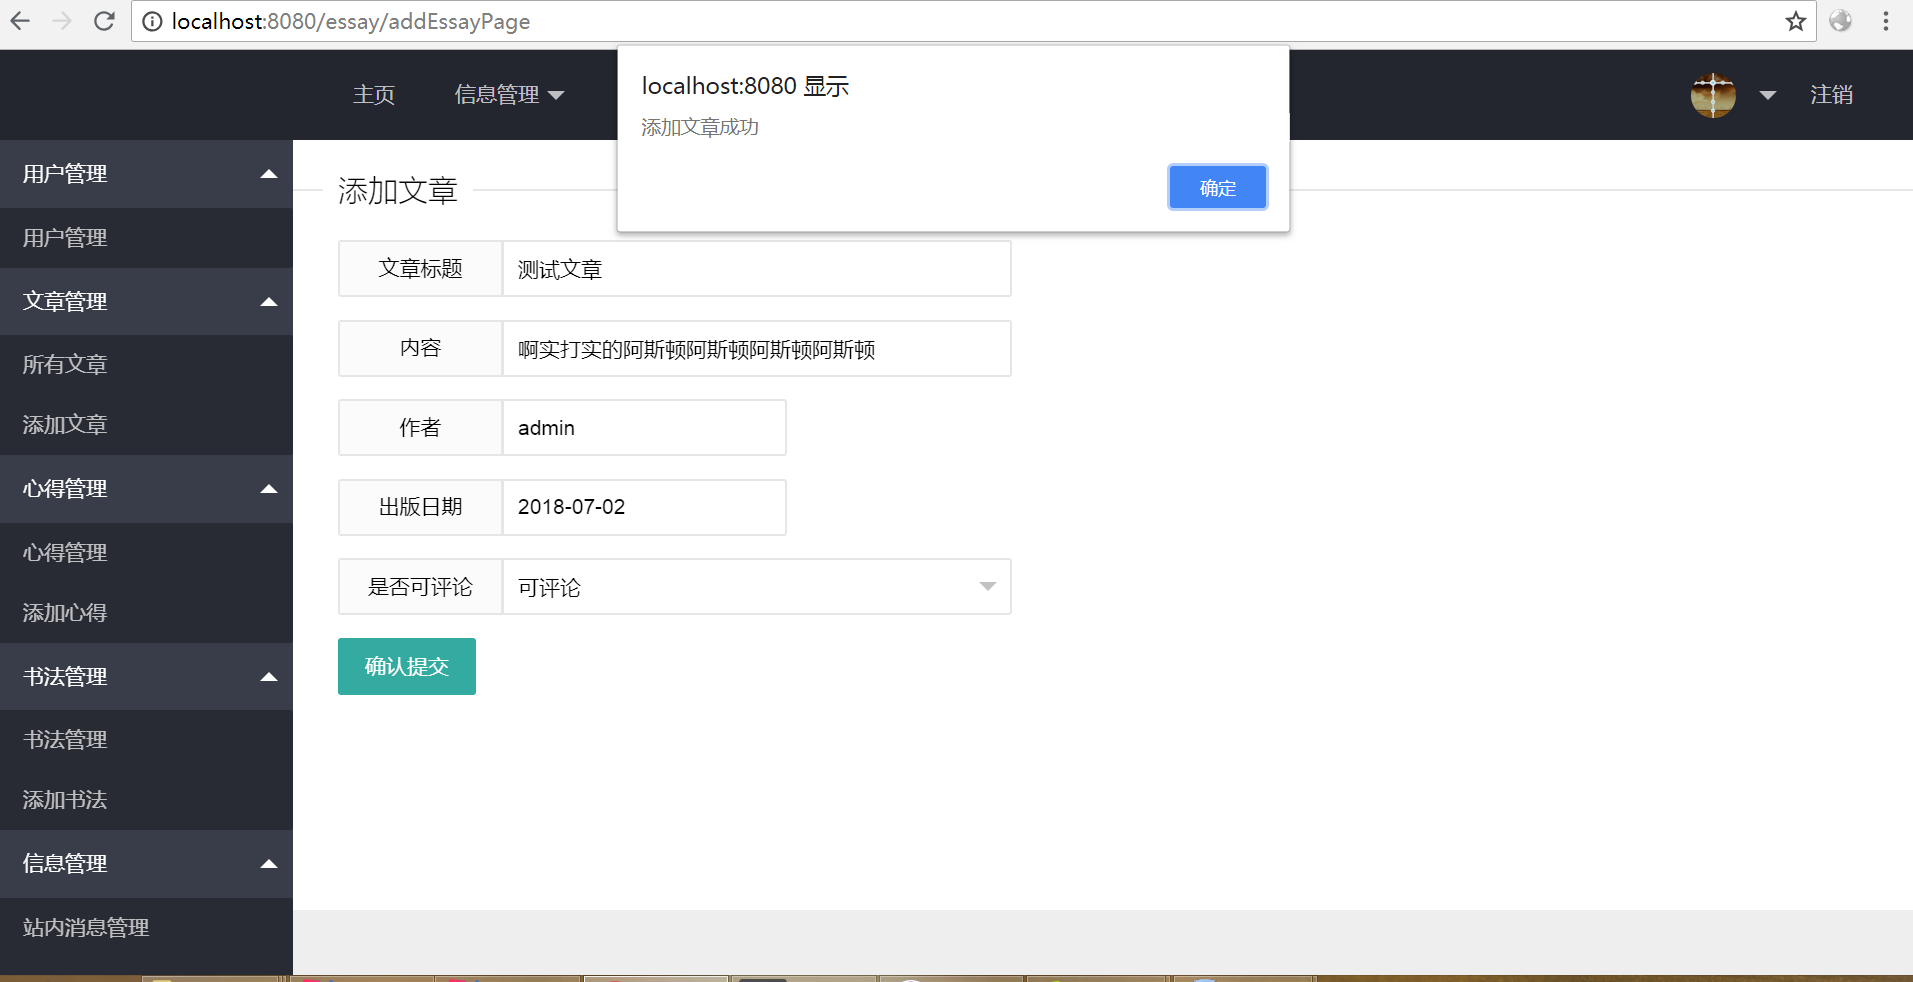 localhost:8080/essay/addEssayPage
主页
信息管理
注销
localhost:8080 显示
添加文章成功
确定
用户管理
用户管理
文章管理
所有文章
添加文章
心得管理
心得管理
添加心得
书法管理
书法管理
添加书法
信息管理
站内消息管理
添加文章
文章标题 测试文章
内容 啊实打实的阿斯顿阿斯顿阿斯顿阿斯顿
作者 admin
出版日期 2018-07-02
是否可评论 可评论
确认提交